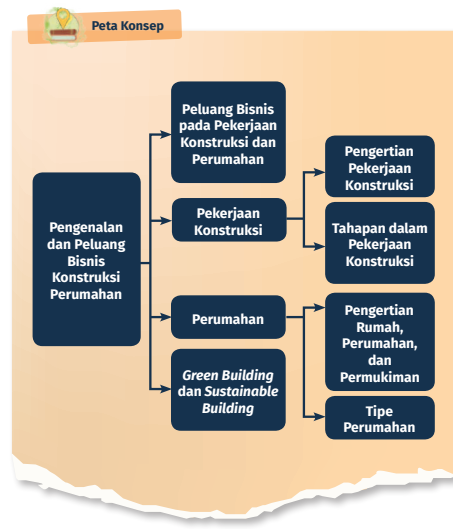 Peta Konsep
Pengenalan
dan Peluang
Bisnis
Konstruksi
Perumahan
Peluang Bisnis
pada Pekerjaan
Konstruksi dan
Perumahan
Pekerjaan
Konstruksi
Pengertian
Pekerjaan
Konstruksi
Tahapan dalam
Pekerjaan
Konstruksi
Perumahan
Pengertian
Rumah,
Perumahan,
dan
Permukiman
Tipe
Perumahan
Green Building
dan Sustainable
Building